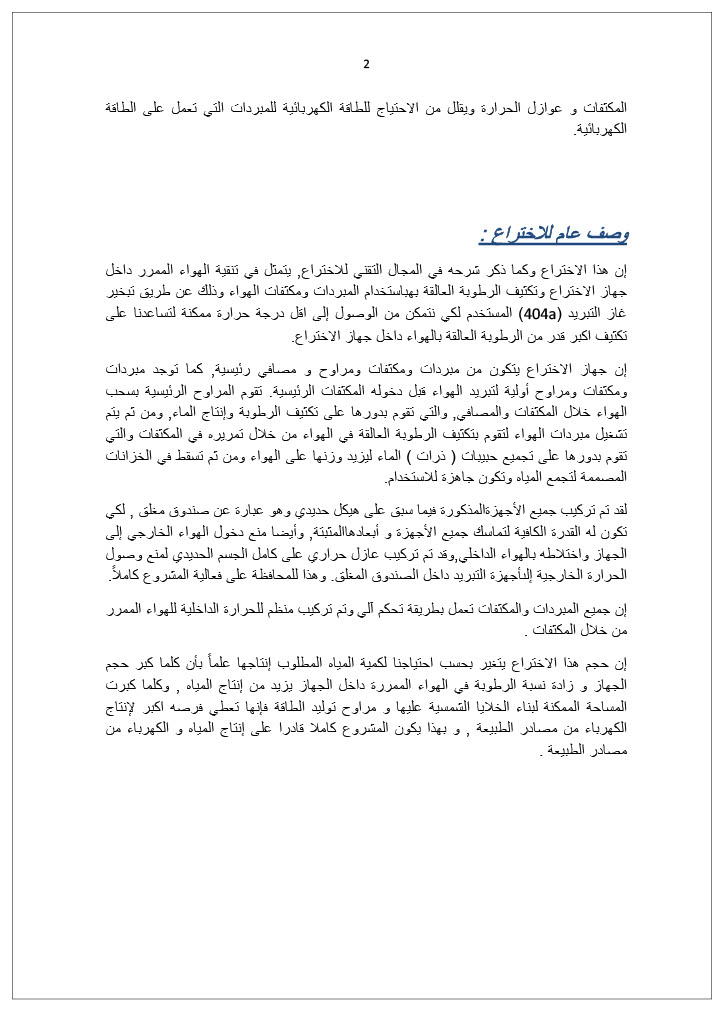 2
المكثفات و عوازل الحرارة ويقلل من الاحتياج للطاقة الكهربائية للمبردات التي تعمل على الطاقة
الكهربائية.
وصف عام للاختراع :
إن هذا الاختراع وكما ذكر شرحه في المجال التقني للاختراع, يتمثل في تنقية الهواء الممرر داخل
جهاز الاختراع وتكثيف الرطوبة العالقة بهباستخدام المبردات ومكثفات الهواء وذلك عن طريق تبخير
غاز التبريد (404a) المستخدم لكي نتمكن من الوصول إلى اقل درجة حرارة ممكنة لتساعدنا على
تكثيف اكبر قدر من الرطوبة العالقة بالهواء داخل جهاز الاختراع.
إن جهاز الاختراع يتكون من مبردات ومكثفات ومراوح و مصافي رئيسية, كما توجد مبردات
ومكثفات ومراوح أولية لتبريد الهواء قبل دخوله المكثفات الرئيسية. تقوم المراوح الرئيسية بسحب
الهواء خلال المكثفات والمصافي, والتي تقوم بدورها على تكثيف الرطوبة وإنتاج الماء, ومن ثم يتم
تشغيل مبردات الهواء لتقوم بتكثيف الرطوبة العالقة في الهواء من خلال تمريره في المكثفات والتي
تقوم بدورها على تجميع حبيبات ( ذرات ) الماء ليزيد وزنها على الهواء ومن ثم تسقط في الخزانات
المصممة لتجمع المياه وتكون جاهزة للاستخدام.
لقد تم تركيب جميع الأجهزةالمذكورة فيما سبق على هيكل حديدي وهو عبارة عن صندوق مغلق , لكي
تكون له القدرة الكافية لتماسك جميع الأجهزة و أبعادهاالمثبتة, وأيضا منع دخول الهواء الخارجي إلى
الجهاز واختلاطه بالهواء الداخلي,وقد تم تركيب عازل حراري على كامل الجسم الحديدي لمنع وصول
الحرارة الخارجية إلىأجهزة التبريد داخل الصندوق المغلق. وهذا للمحافظة على فعالية المشروع كاملاً.
إن جميع المبردات والمكثفات تعمل بطريقة تحكم آلي وتم تركيب منظم للحرارة الداخلية للهواء الممرر
من خلال المكثفات .
إن حجم هذا الاختراع يتغير بحسب احتياجنا لكمية المياه المطلوب إنتاجها علماً بأن كلما كبر حجم
الجهاز و زادة نسبة الرطوبة في الهواء الممررة داخل الجهاز يزيد من إنتاج المياه , وكلما كبرت
المساحة الممكنة لبناء الخلايا الشمسية عليها و مراوح توليد الطاقة فإنها تعطي فرصه اكبر لإنتاج
الكهرباء من مصادر الطبيعة , و بهذا يكون المشروع كاملا قادرا على إنتاج المياه و الكهرباء من
مصادر الطبيعة .